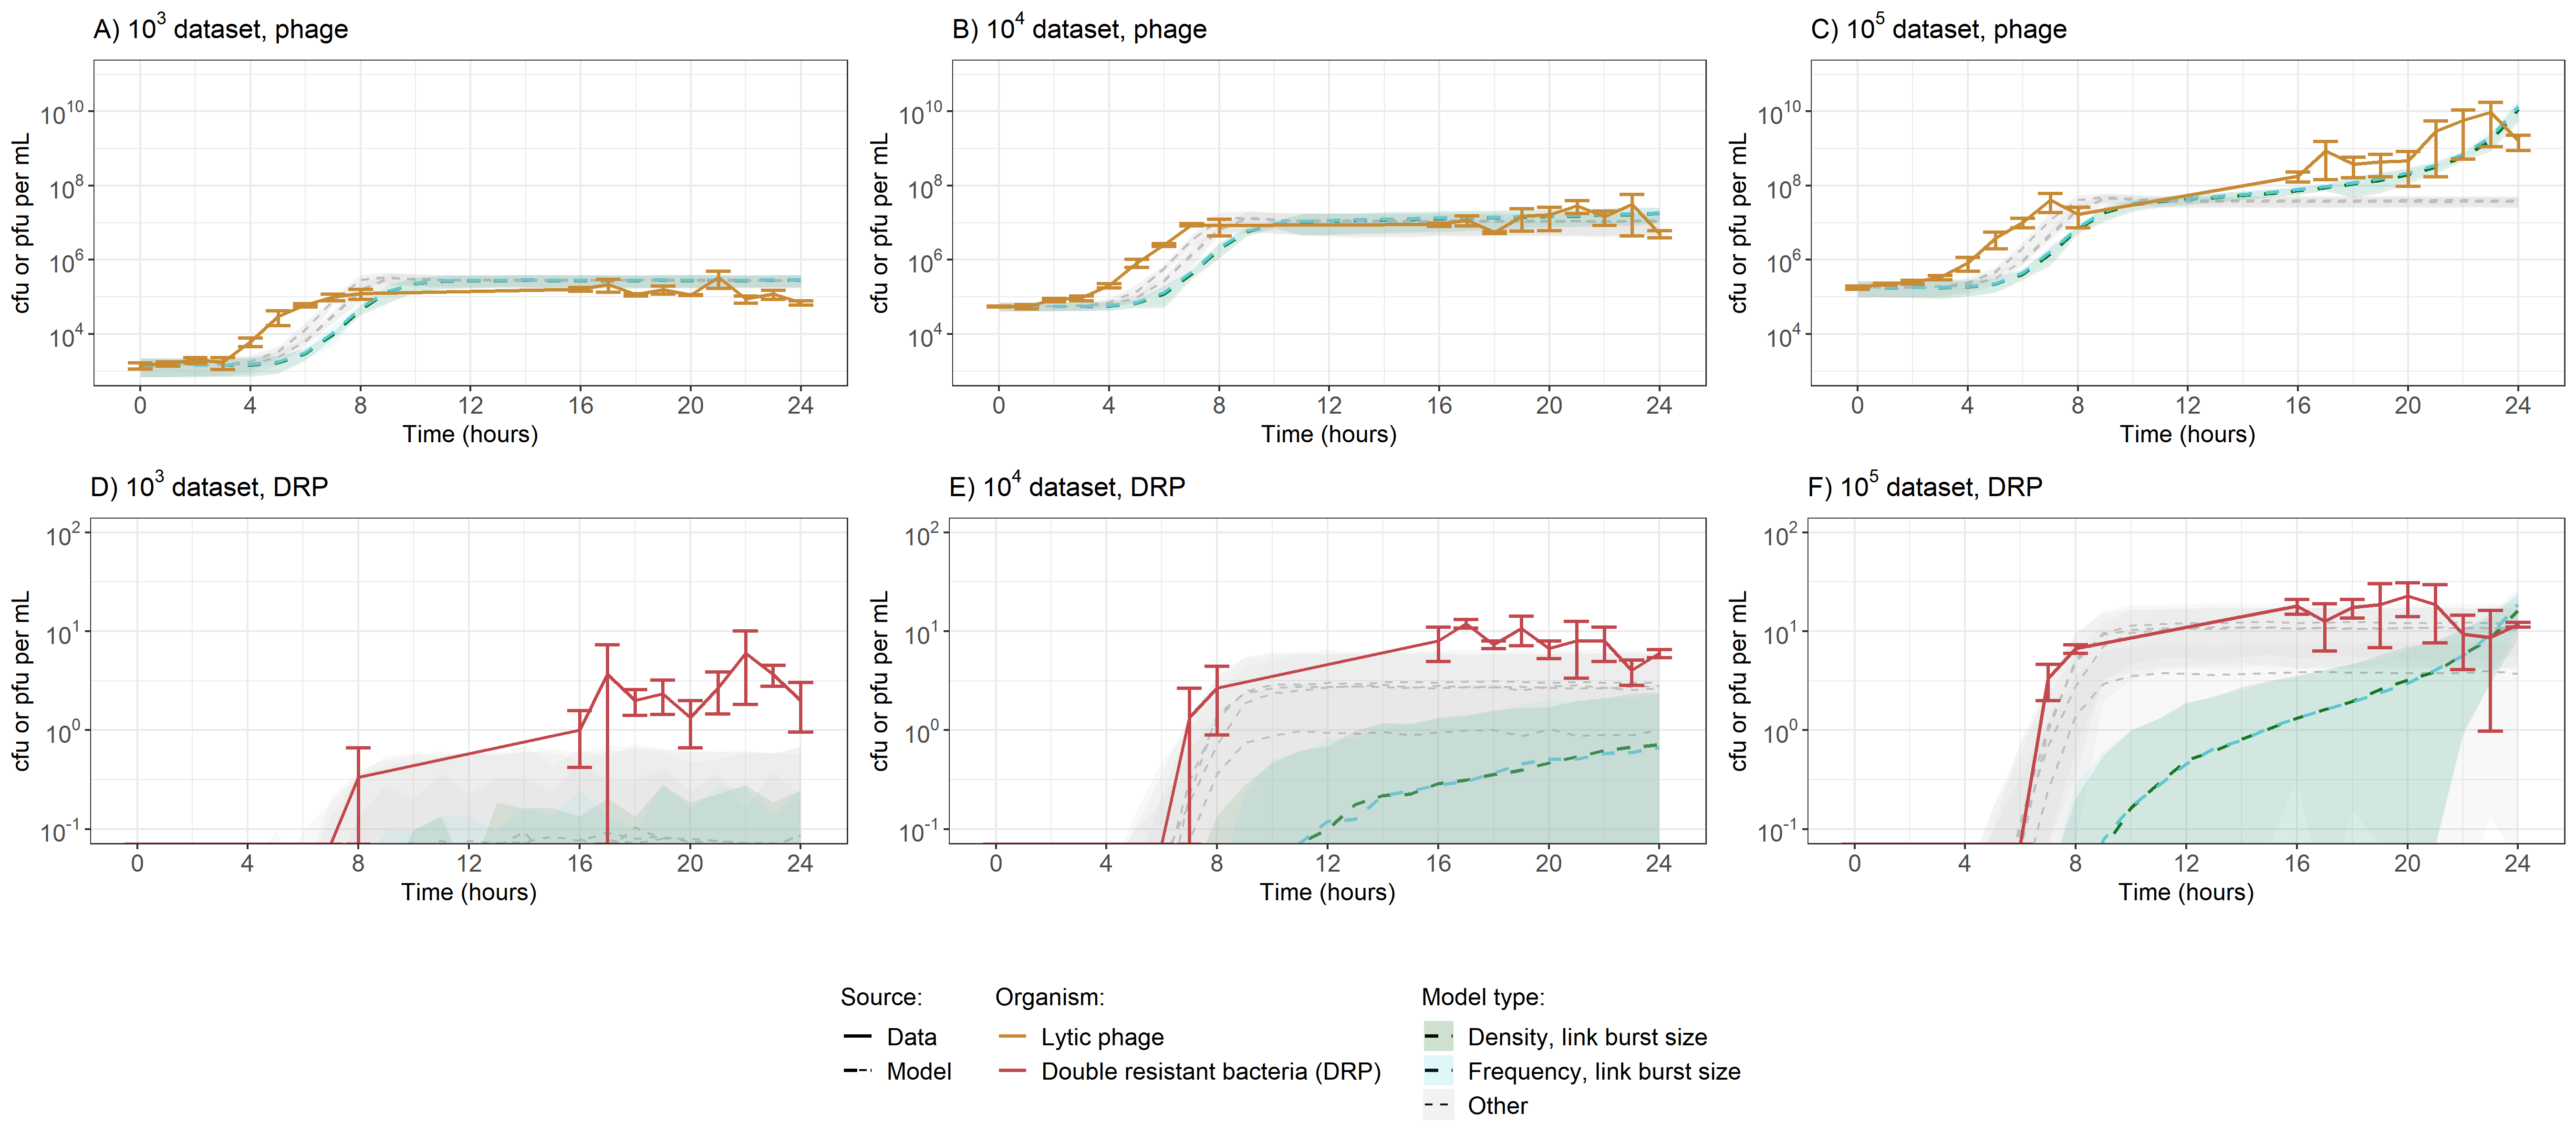 A) 10³ dataset, phage
B) 10⁴ dataset, phage
C) 10⁵ dataset, phage
cfu or pfu per mL
10¹⁰
10⁸
10⁶
10⁴
0 4 8 12 16 20 24
Time (hours)
cfu or pfu per mL
10¹⁰
10⁸
10⁶
10⁴
0 4 8 12 16 20 24
Time (hours)
cfu or pfu per mL
10¹⁰
10⁸
10⁶
10⁴
0 4 8 12 16 20 24
Time (hours)
D) 10³ dataset, DRP
E) 10⁴ dataset, DRP
F) 10⁵ dataset, DRP
cfu or pfu per mL
10²
10¹
10⁰
10⁻¹
0 4 8 12 16 20 24
Time (hours)
cfu or pfu per mL
10²
10¹
10⁰
10⁻¹
0 4 8 12 16 20 24
Time (hours)
cfu or pfu per mL
10²
10¹
10⁰
10⁻¹
0 4 8 12 16 20 24
Time (hours)
Source:
Data
Model
Organism:
Lytic phage
Double resistant bacteria (DRP)
Model type:
Density, link burst size
Frequency, link burst size
Other